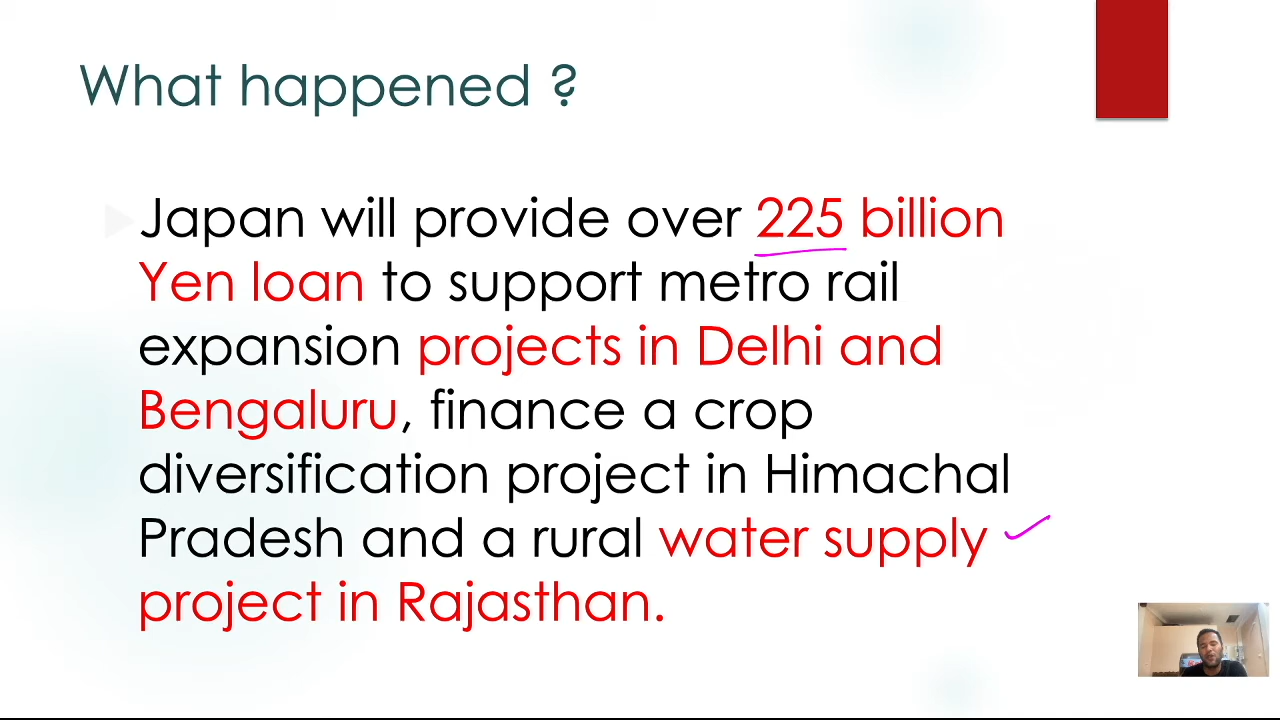 What happened ?
Japan will provide over 225 billion
Yen loan to support metro rail
expansion projects in Delhi and
Bengaluru, finance a crop
diversification project in Himachal
Pradesh and a rural water supply
project in Rajasthan.